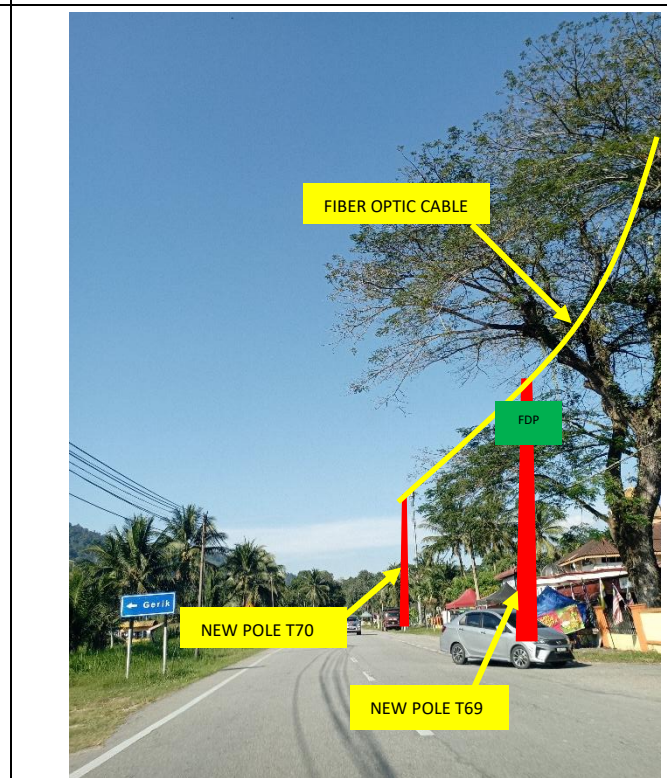 FIBER OPTIC CABLE
FDP
← Gerik
NEW POLE T70
NEW POLE T69